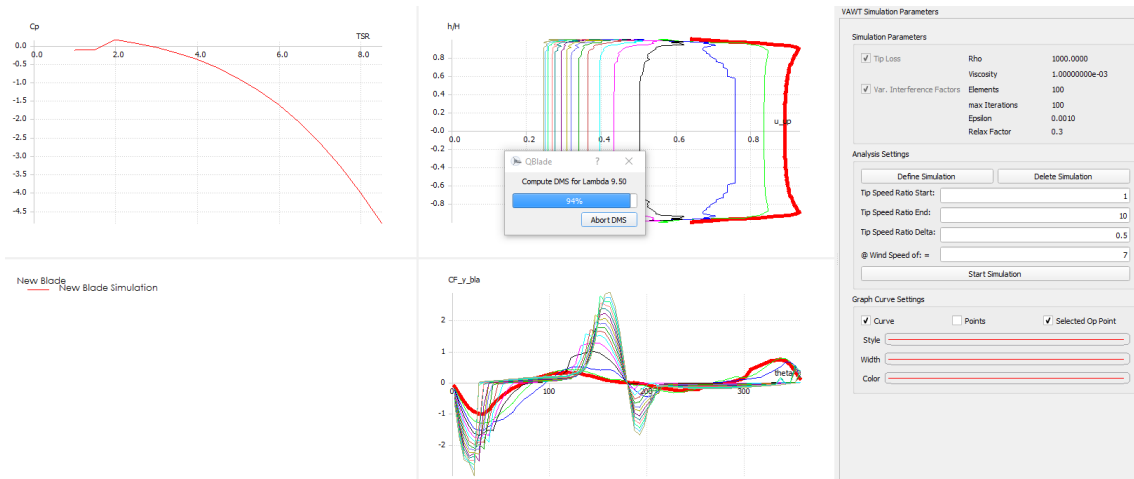 Cp
TSR
0.0
0.0 2.0 4.0 6.0 8.0
-0.5
-1.0
-1.5
-2.0
-2.5
-3.0
-3.5
-4.0
-4.5
h/H
0.8
0.6
0.4
0.2
-0.0
0.0 0.2 0.4 0.6 0.8
u_up
-0.2
-0.4
-0.6
-0.8
QBlade ? ×
Compute DMS for Lambda 9.50
94%
Abort DMS
New Blade
New Blade Simulation
CF_y_bla
2
1
0
0 100 200 300
-1
-2
VAWT Simulation Parameters
Simulation Parameters
Tip Loss
Rho 1000.0000
Viscosity 1.00000000e-03
Var. Interference Factors
Elements 100
max Iterations 100
Epsilon 0.0010
Relax Factor 0.3
Analysis Settings
Define Simulation Delete Simulation
Tip Speed Ratio Start: 1
Tip Speed Ratio End: 10
Tip Speed Ratio Delta: 0.5
@ Wind Speed of: = 7
Start Simulation
Graph Curve Settings
Curve Points Selected Op Point
Style
Width
Color